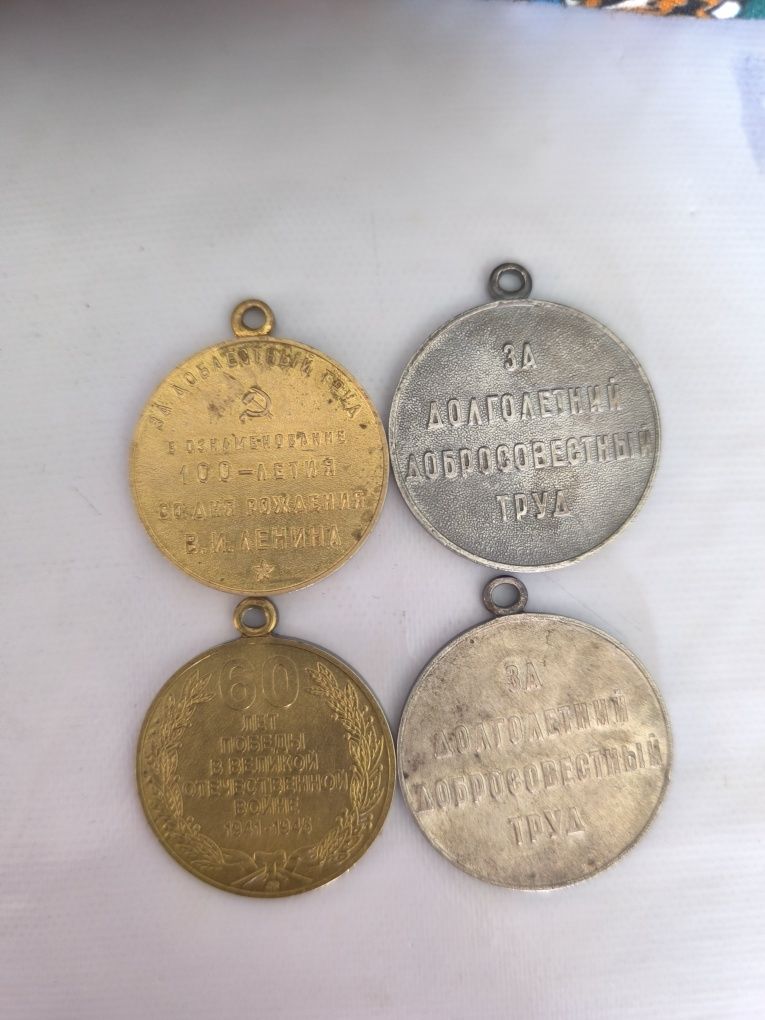 ЗА ДОБЛЕСТНЫЙ ТРУД
В ОЗНАМЕНОВАНИЕ
100-ЛЕТИЯ
СО ДНЯ РОЖДЕНИЯ
В.И.ЛЕНИНА
ЗА
ДОЛГОЛЕТНИЙ
ДОБРОСОВЕСТНЫЙ
ТРУД
60
ЛЕТ
ПОБЕДЫ
В ВЕЛИКОЙ
ОТЕЧЕСТВЕННОЙ
ВОЙНЕ
1941-1945
ЗА
ДОЛГОЛЕТНИЙ
ДОБРОСОВЕСТНЫЙ
ТРУД